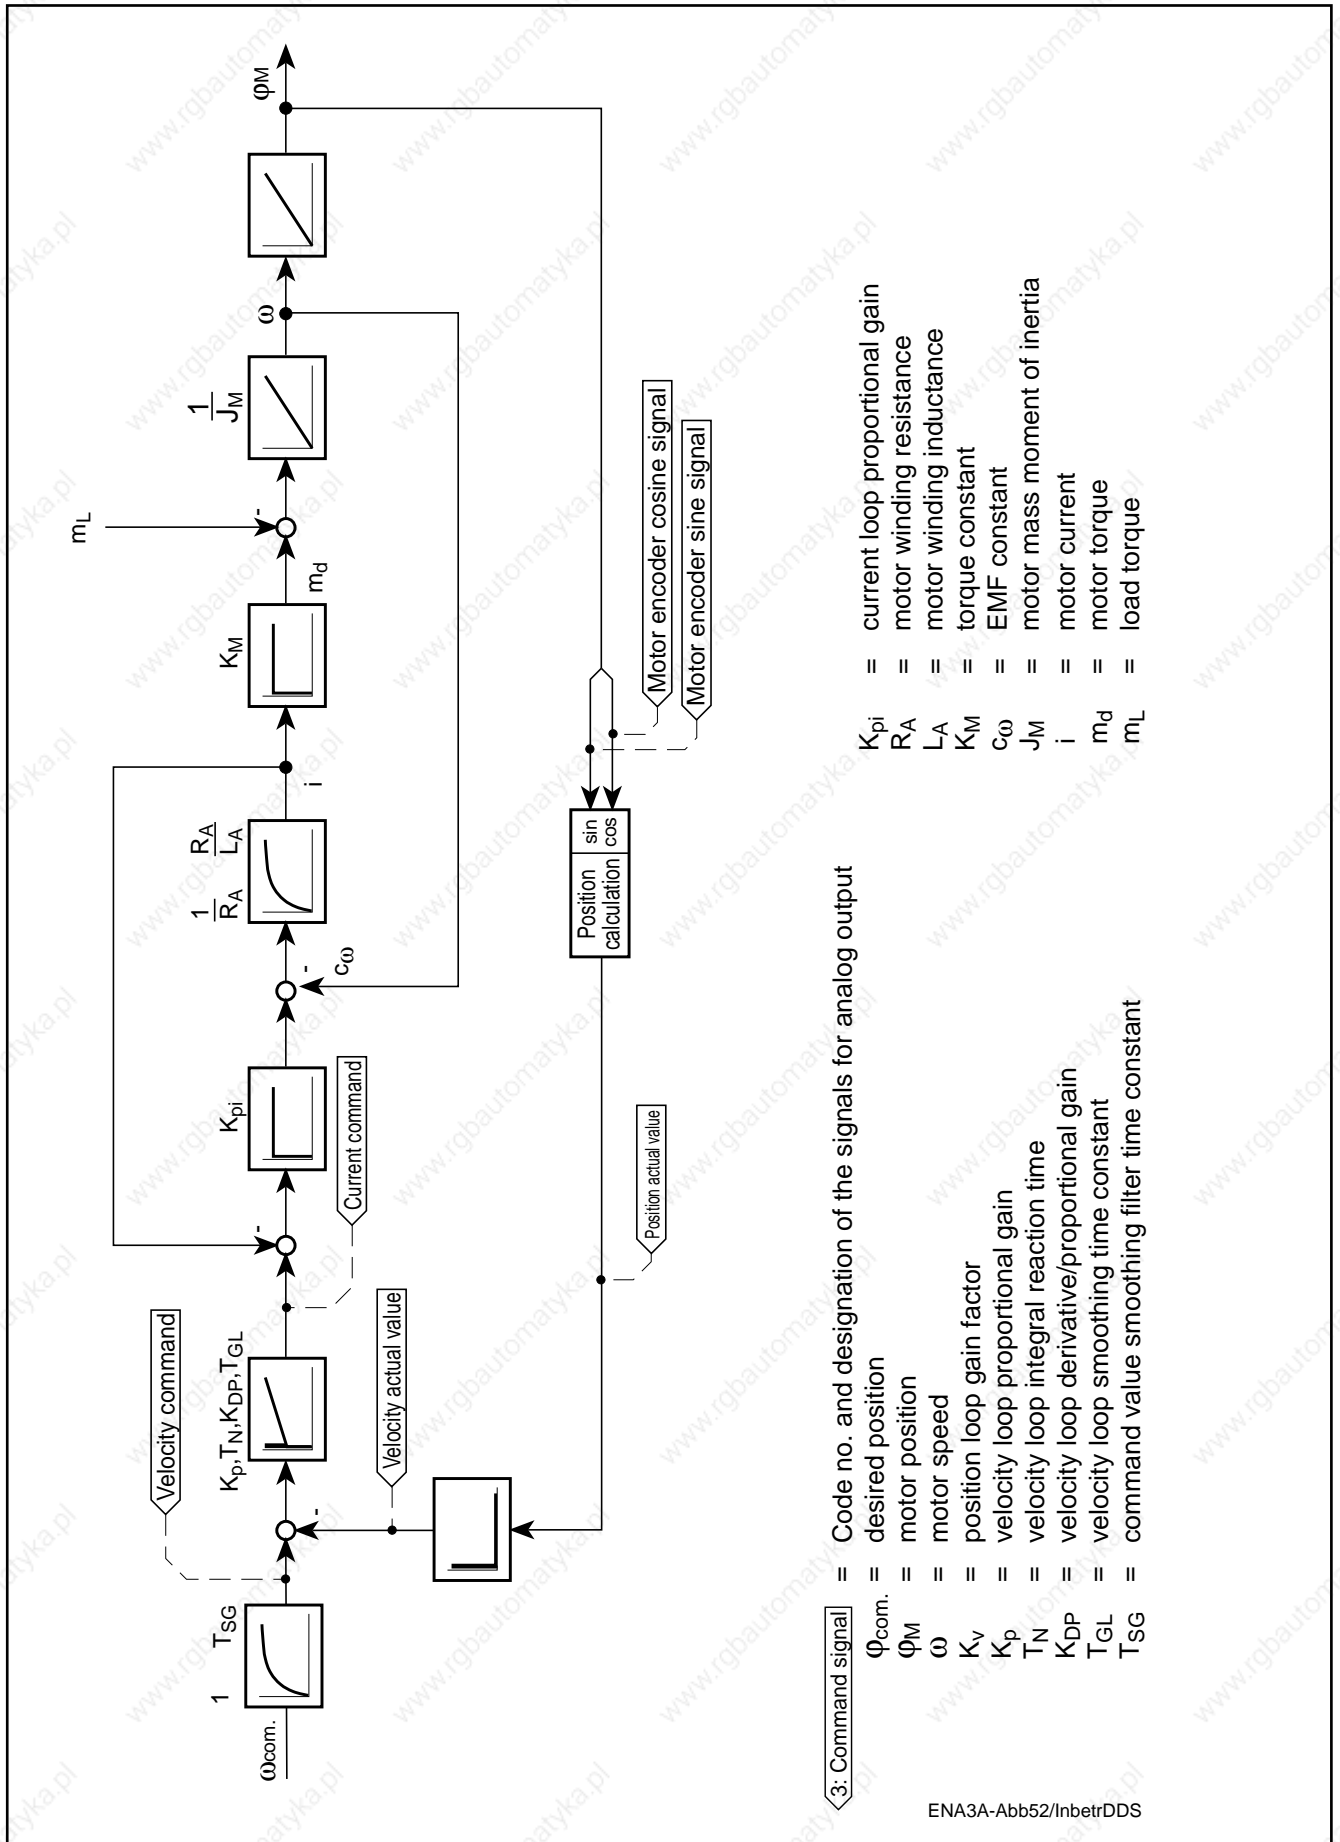 Velocity command
Current command
Velocity actual value
Position actual value
Motor encoder cosine signal
Motor encoder sine signal
ωcom.
1 TSG
Kp,TN,KDP,TGL
-
-
Kpi
-
cω
1
RA
RA
LA
i
KM
md
mL
-
1
JM
ω
φM
-
Position
calculation
sin
cos
3: Command signal = Code no. and designation of the signals for analog output
φcom. = desired position
φM = motor position
ω = motor speed
Kv = position loop gain factor
Kp = velocity loop proportional gain
TN = velocity loop integral reaction time
KDP = velocity loop derivative/proportional gain
TGL = velocity loop smoothing time constant
TSG = command value smoothing filter time constant
Kpi = current loop proportional gain
RA = motor winding resistance
LA = motor winding inductance
KM = torque constant
cω = EMF constant
JM = motor mass moment of inertia
i = motor current
md = motor torque
mL = load torque
ENA3A-Abb52/InbetrDDS
www.rgbautomatyka.pl